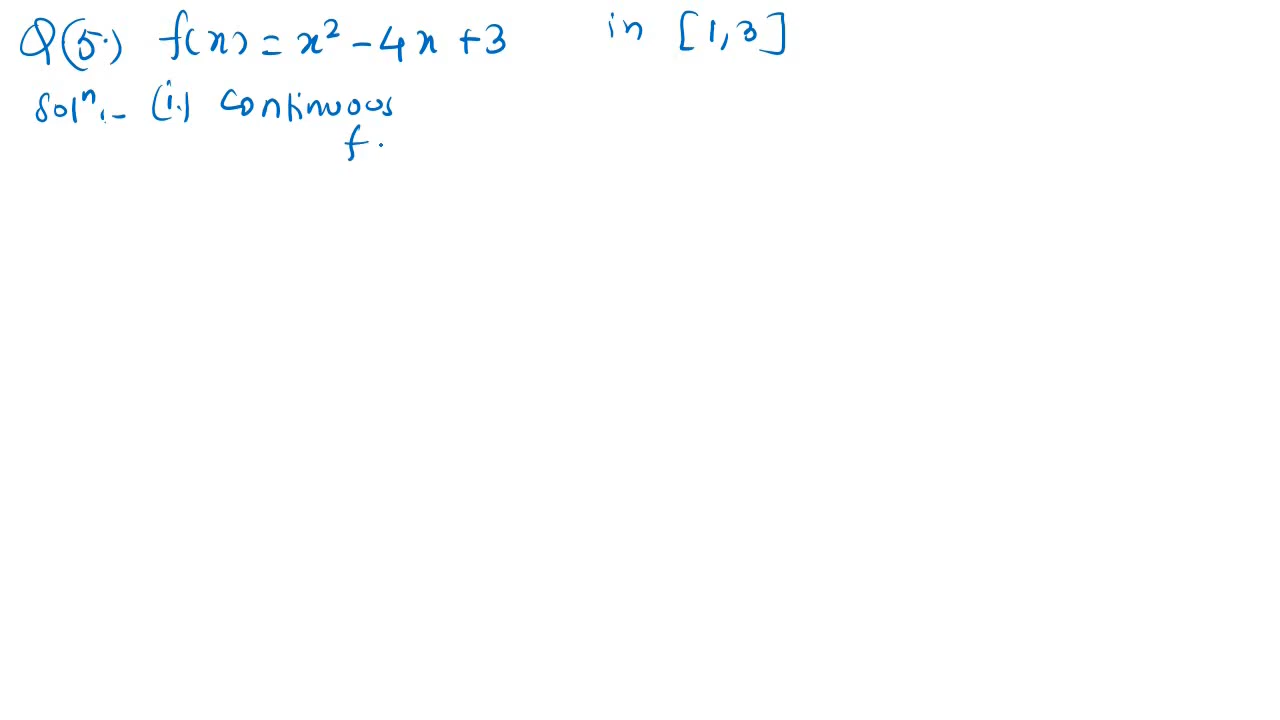 Q(5.) f(x) = x² - 4x + 3 in [1, 3]
Solⁿ:- (i.) continuous
f.